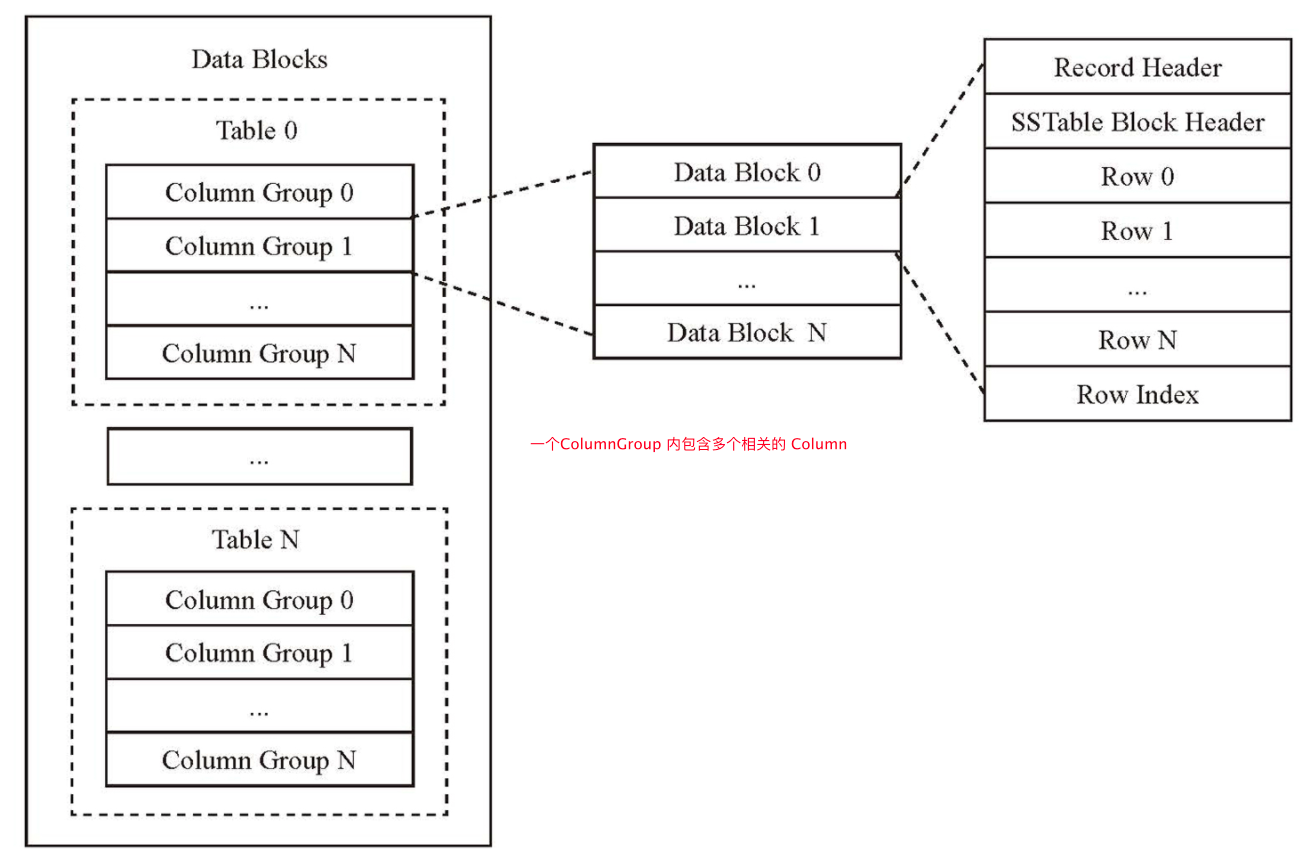 Data Blocks
Table 0
Column Group 0
Column Group 1
...
Column Group N
...
Table N
Column Group 0
Column Group 1
...
Column Group N
Data Block 0
Data Block 1
...
Data Block N
一个ColumnGroup 内包含多个相关的 Column
Record Header
SSTable Block Header
Row 0
Row 1
...
Row N
Row Index